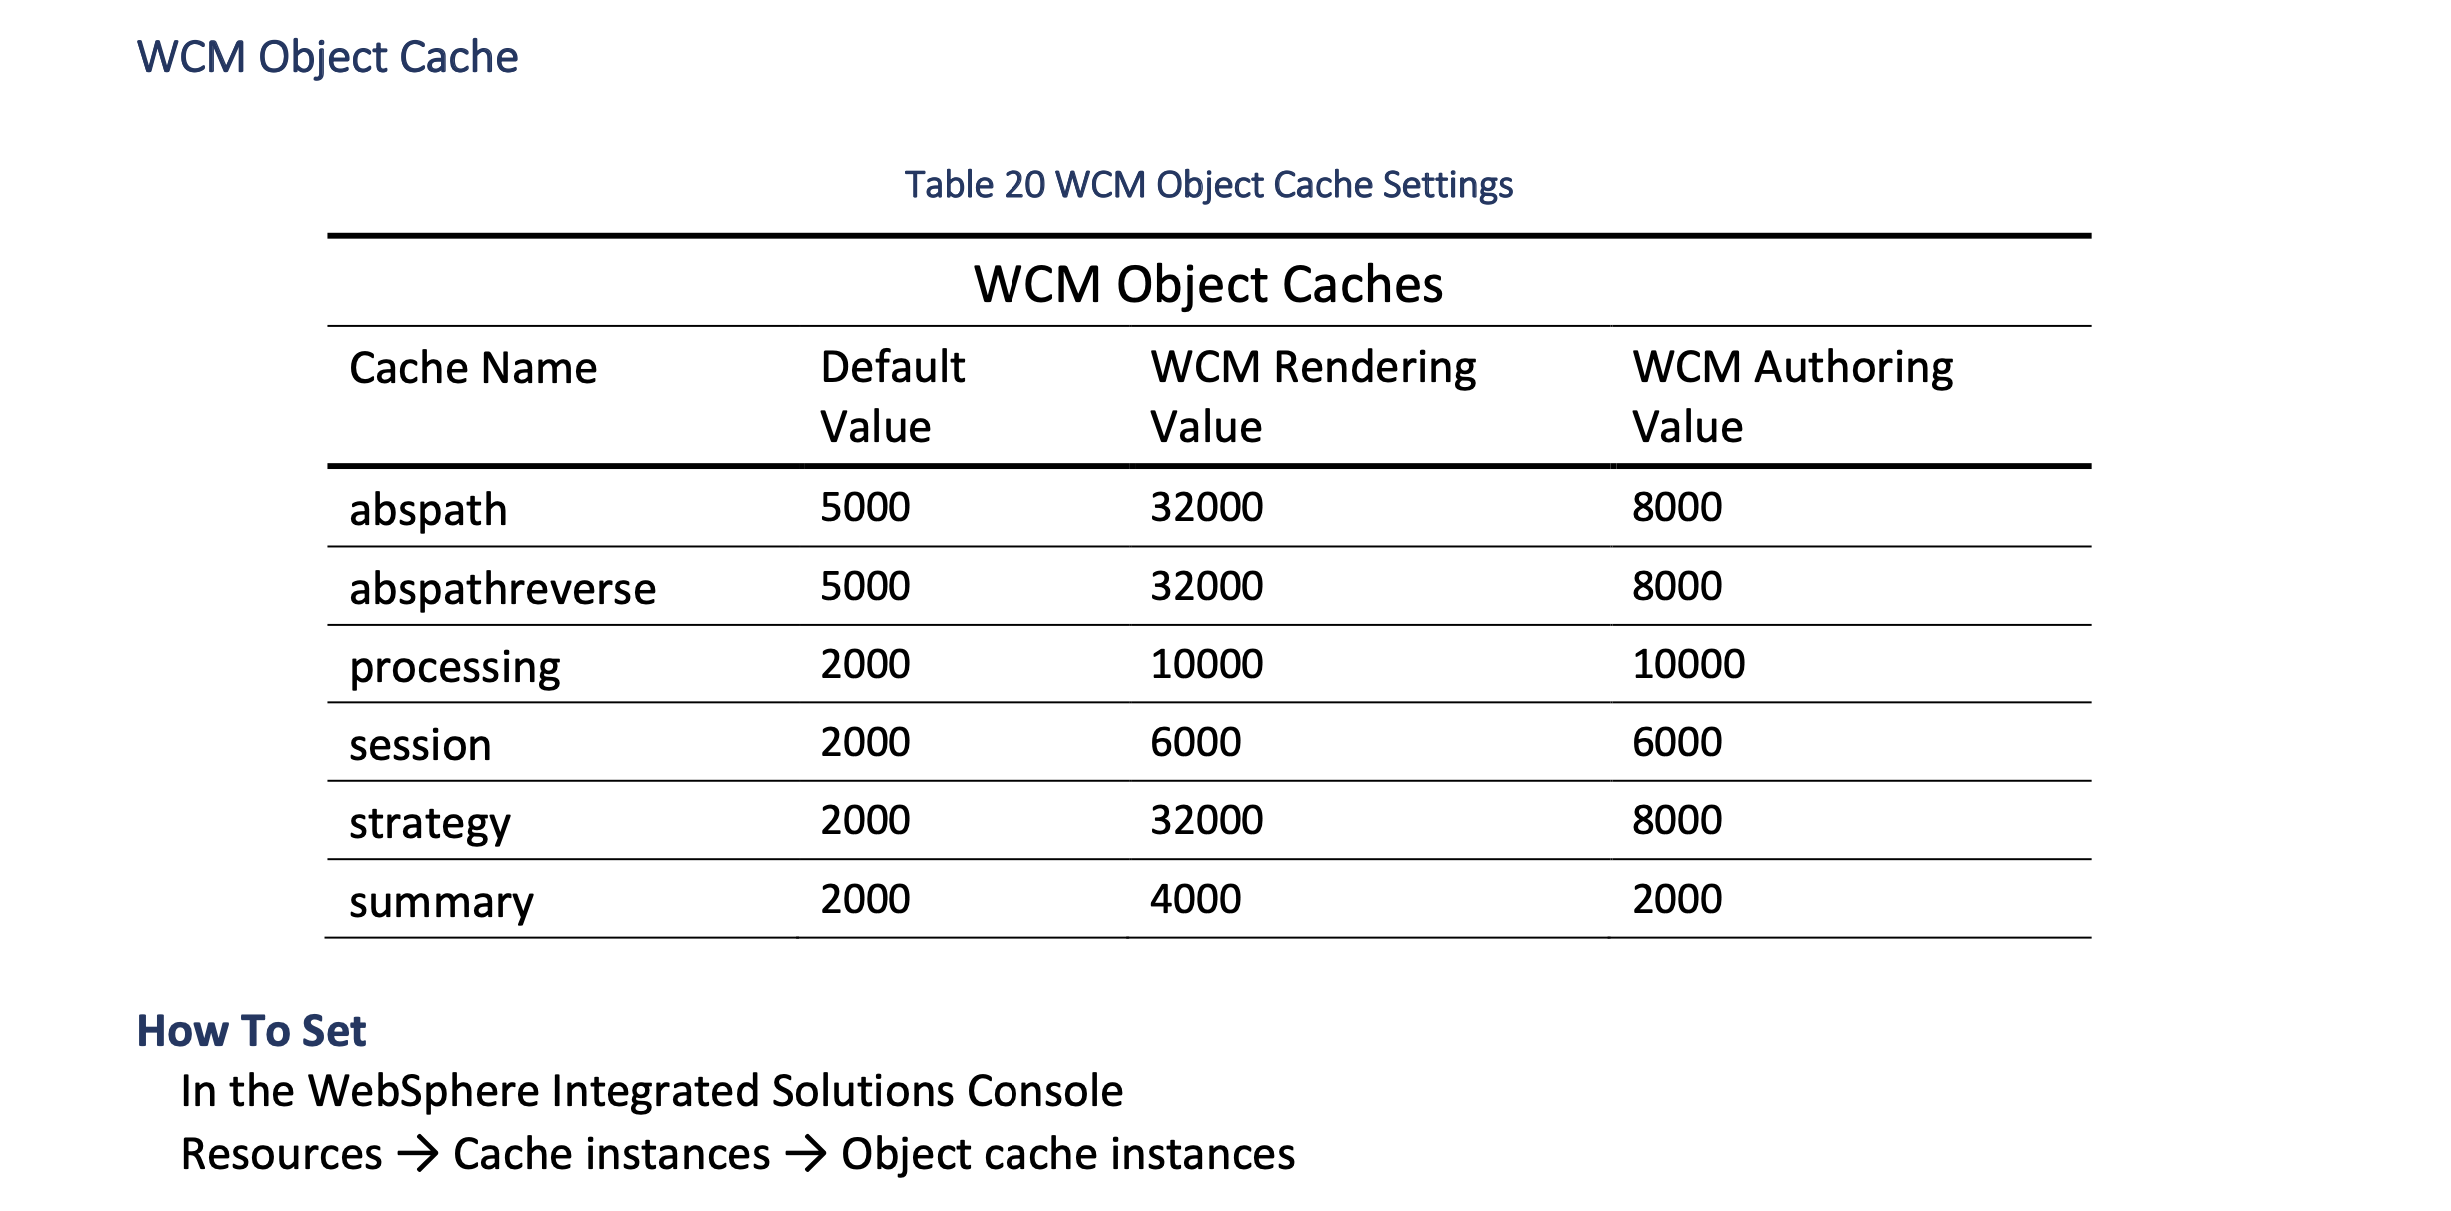 WCM Object Cache
Table 20 WCM Object Cache Settings
WCM Object Caches
Cache Name Default Value WCM Rendering Value WCM Authoring Value
abspath 5000 32000 8000
abspathreverse 5000 32000 8000
processing 2000 10000 10000
session 2000 6000 6000
strategy 2000 32000 8000
summary 2000 4000 2000
How To Set
In the WebSphere Integrated Solutions Console
Resources → Cache instances → Object cache instances